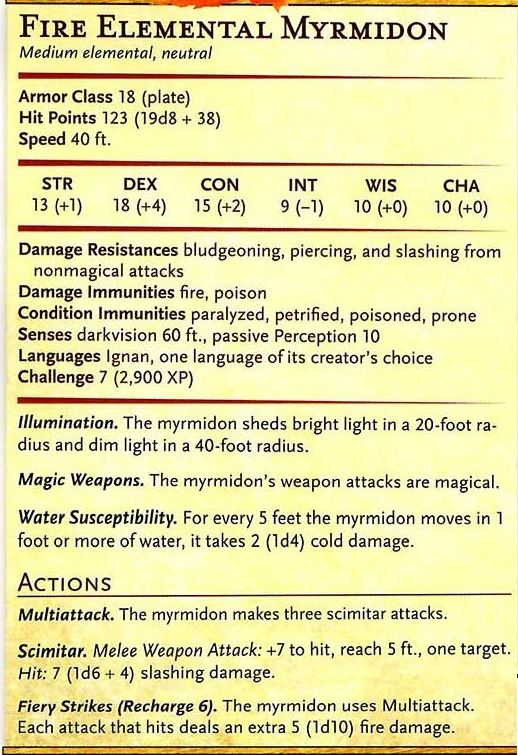 FIRE ELEMENTAL MYRMIDON
Medium elemental, neutral
Armor Class 18 (plate)
Hit Points 123 (19d8 + 38)
Speed 40 ft.
STR DEX CON INT WIS CHA
13 (+1) 18 (+4) 15 (+2) 9 (−1) 10 (+0) 10 (+0)
Damage Resistances bludgeoning, piercing, and slashing from
nonmagical attacks
Damage Immunities fire, poison
Condition Immunities paralyzed, petrified, poisoned, prone
Senses darkvision 60 ft., passive Perception 10
Languages Ignan, one language of its creator's choice
Challenge 7 (2,900 XP)
Illumination. The myrmidon sheds bright light in a 20-foot ra-
dius and dim light in a 40-foot radius.
Magic Weapons. The myrmidon's weapon attacks are magical.
Water Susceptibility. For every 5 feet the myrmidon moves in 1
foot or more of water, it takes 2 (1d4) cold damage.
ACTIONS
Multiattack. The myrmidon makes three scimitar attacks.
Scimitar. Melee Weapon Attack: +7 to hit, reach 5 ft., one target.
Hit: 7 (1d6 + 4) slashing damage.
Fiery Strikes (Recharge 6). The myrmidon uses Multiattack.
Each attack that hits deals an extra 5 (1d10) fire damage.